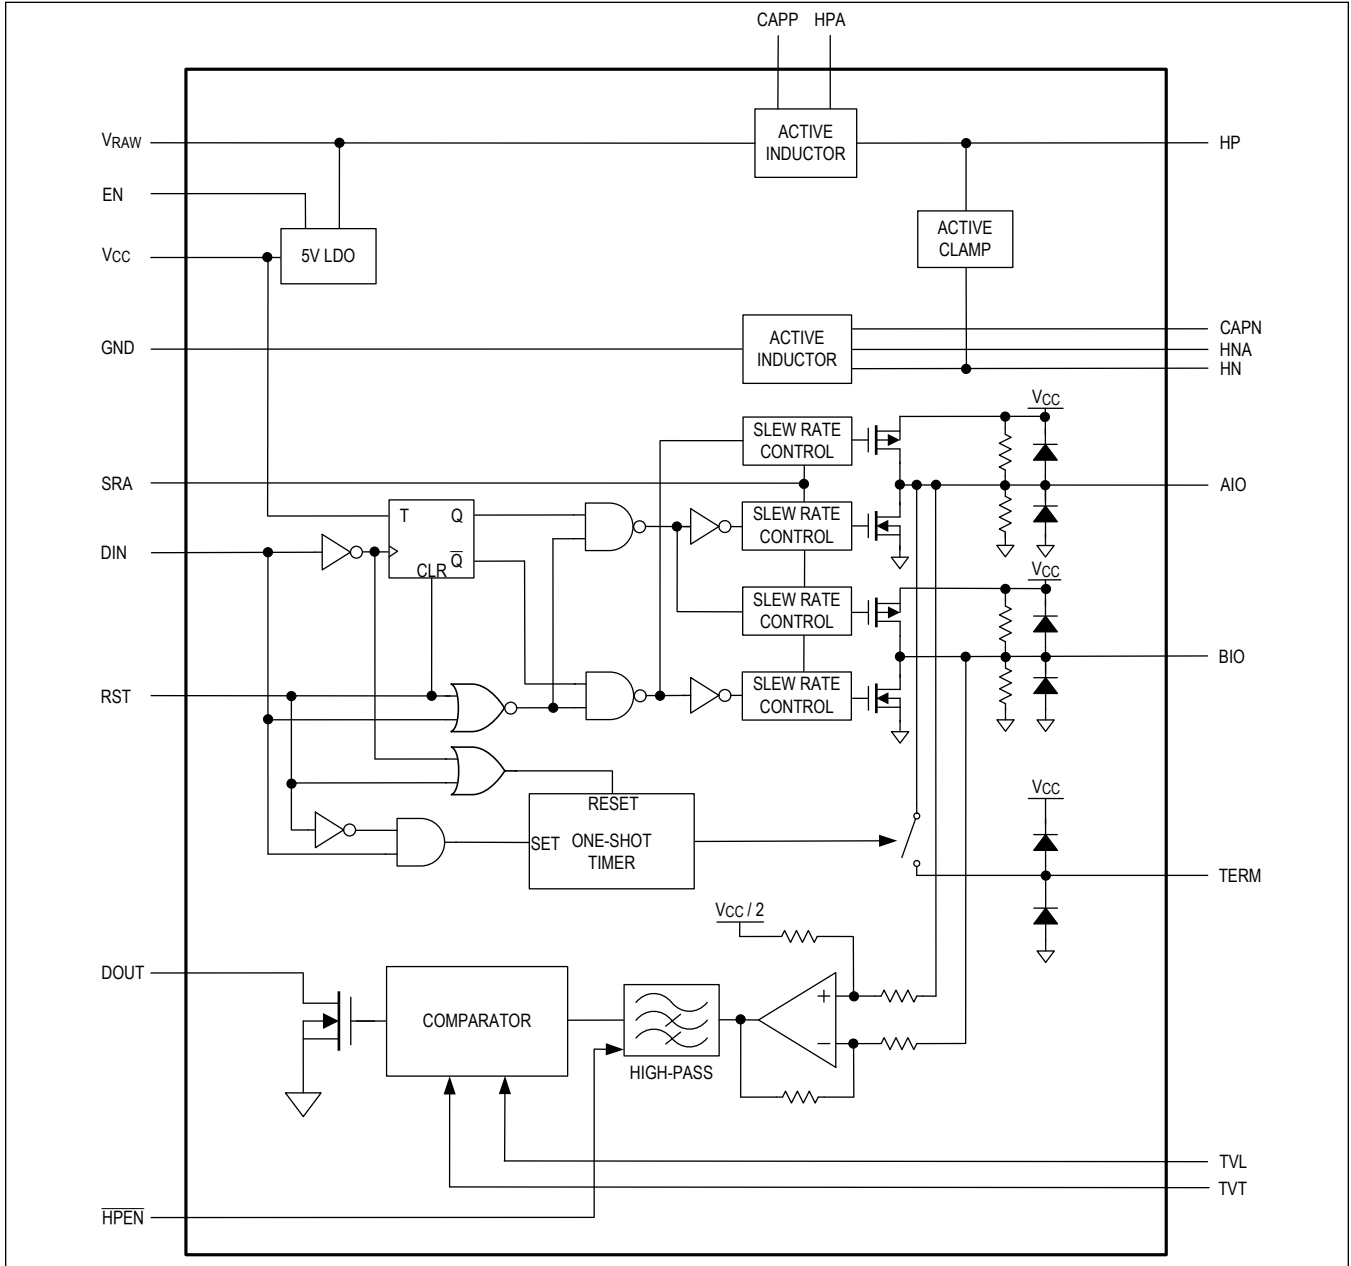 CAPP HPA
VRAW
ACTIVE
INDUCTOR
HP
EN
ACTIVE
CLAMP
VCC
5V LDO
GND
ACTIVE
INDUCTOR
CAPN
HNA
HN
VCC
SLEW RATE
CONTROL
SRA
AIO
T Q
SLEW RATE
CONTROL
DIN
Q̅
CLR
VCC
SLEW RATE
CONTROL
BIO
RST
SLEW RATE
CONTROL
RESET
VCC
SET ONE-SHOT
TIMER
TERM
VCC / 2
DOUT
+
COMPARATOR
−
HIGH-PASS
TVL
TVT
H̅P̅E̅N̅